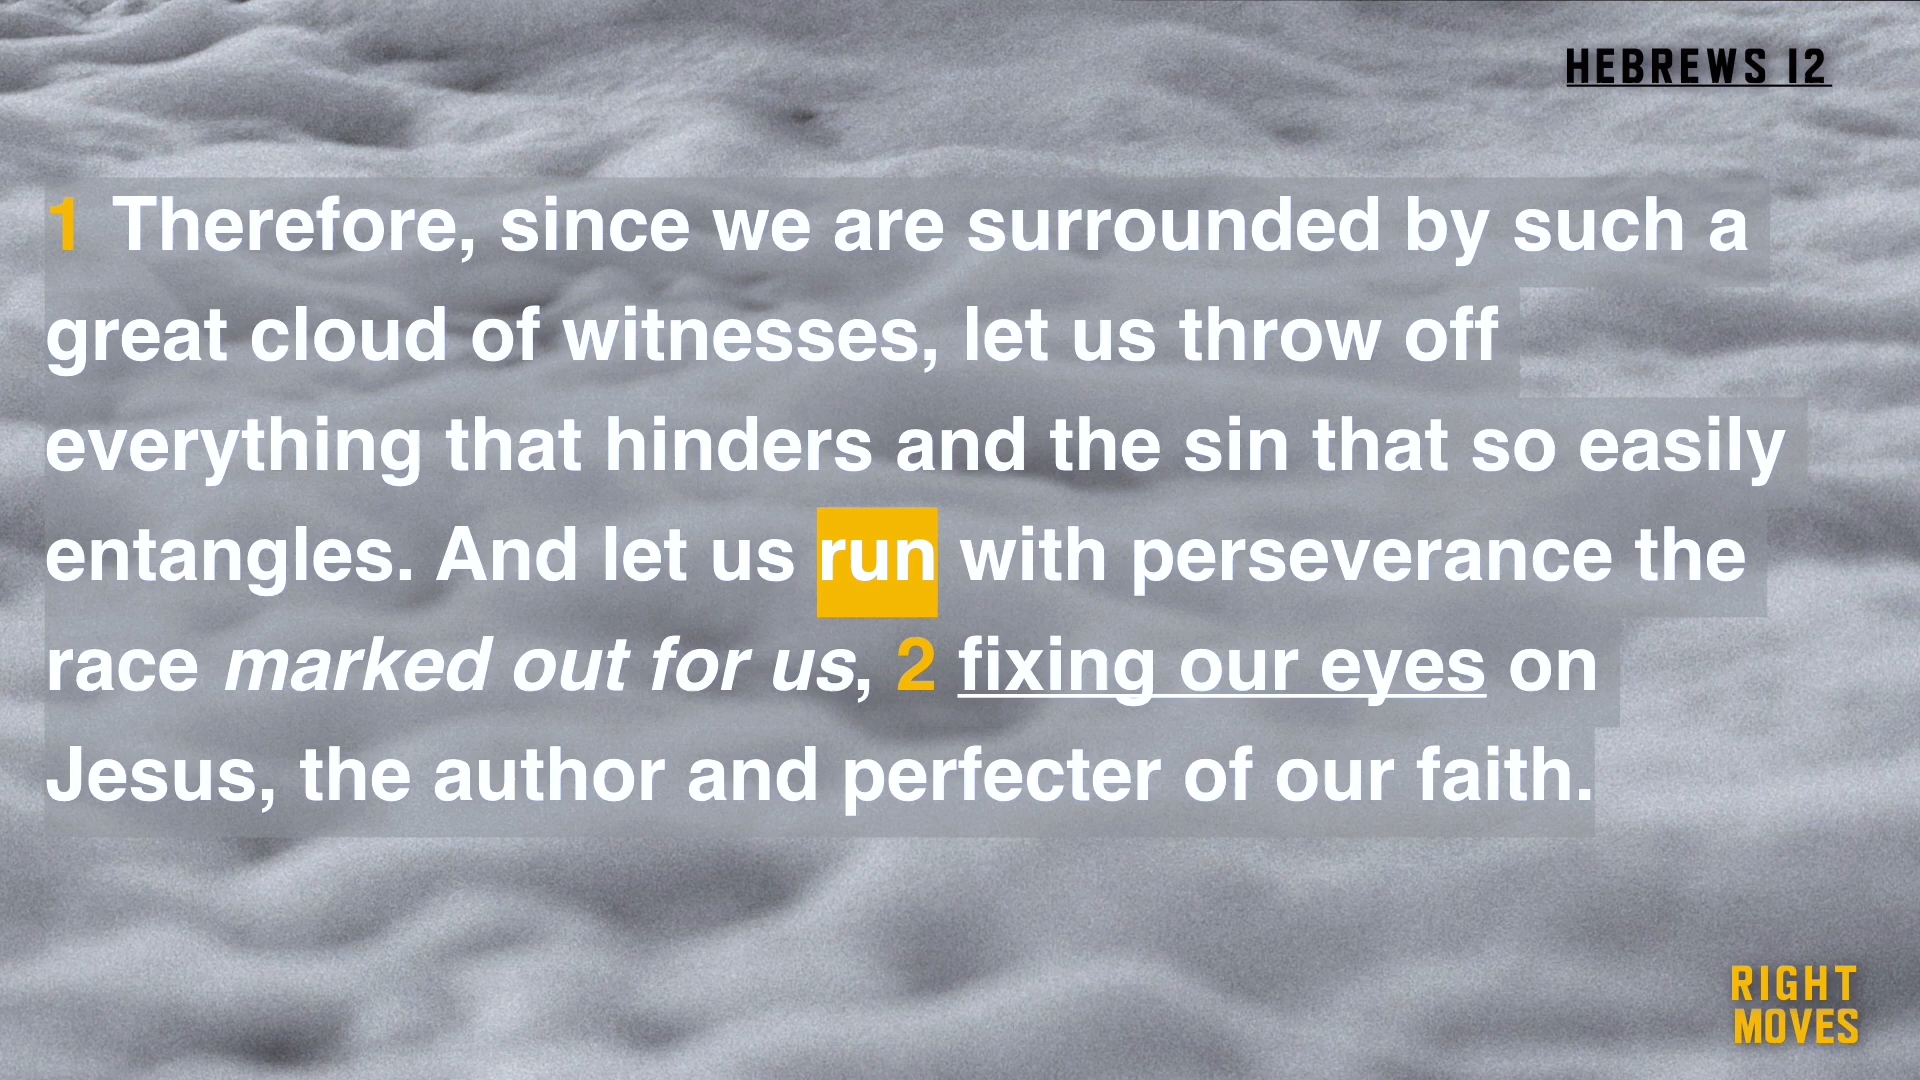 HEBREWS 12
1 Therefore, since we are surrounded by such a
great cloud of witnesses, let us throw off
everything that hinders and the sin that so easily
entangles. And let us run with perseverance the
race marked out for us, 2 fixing our eyes on
Jesus, the author and perfecter of our faith.
RIGHT
MOVES